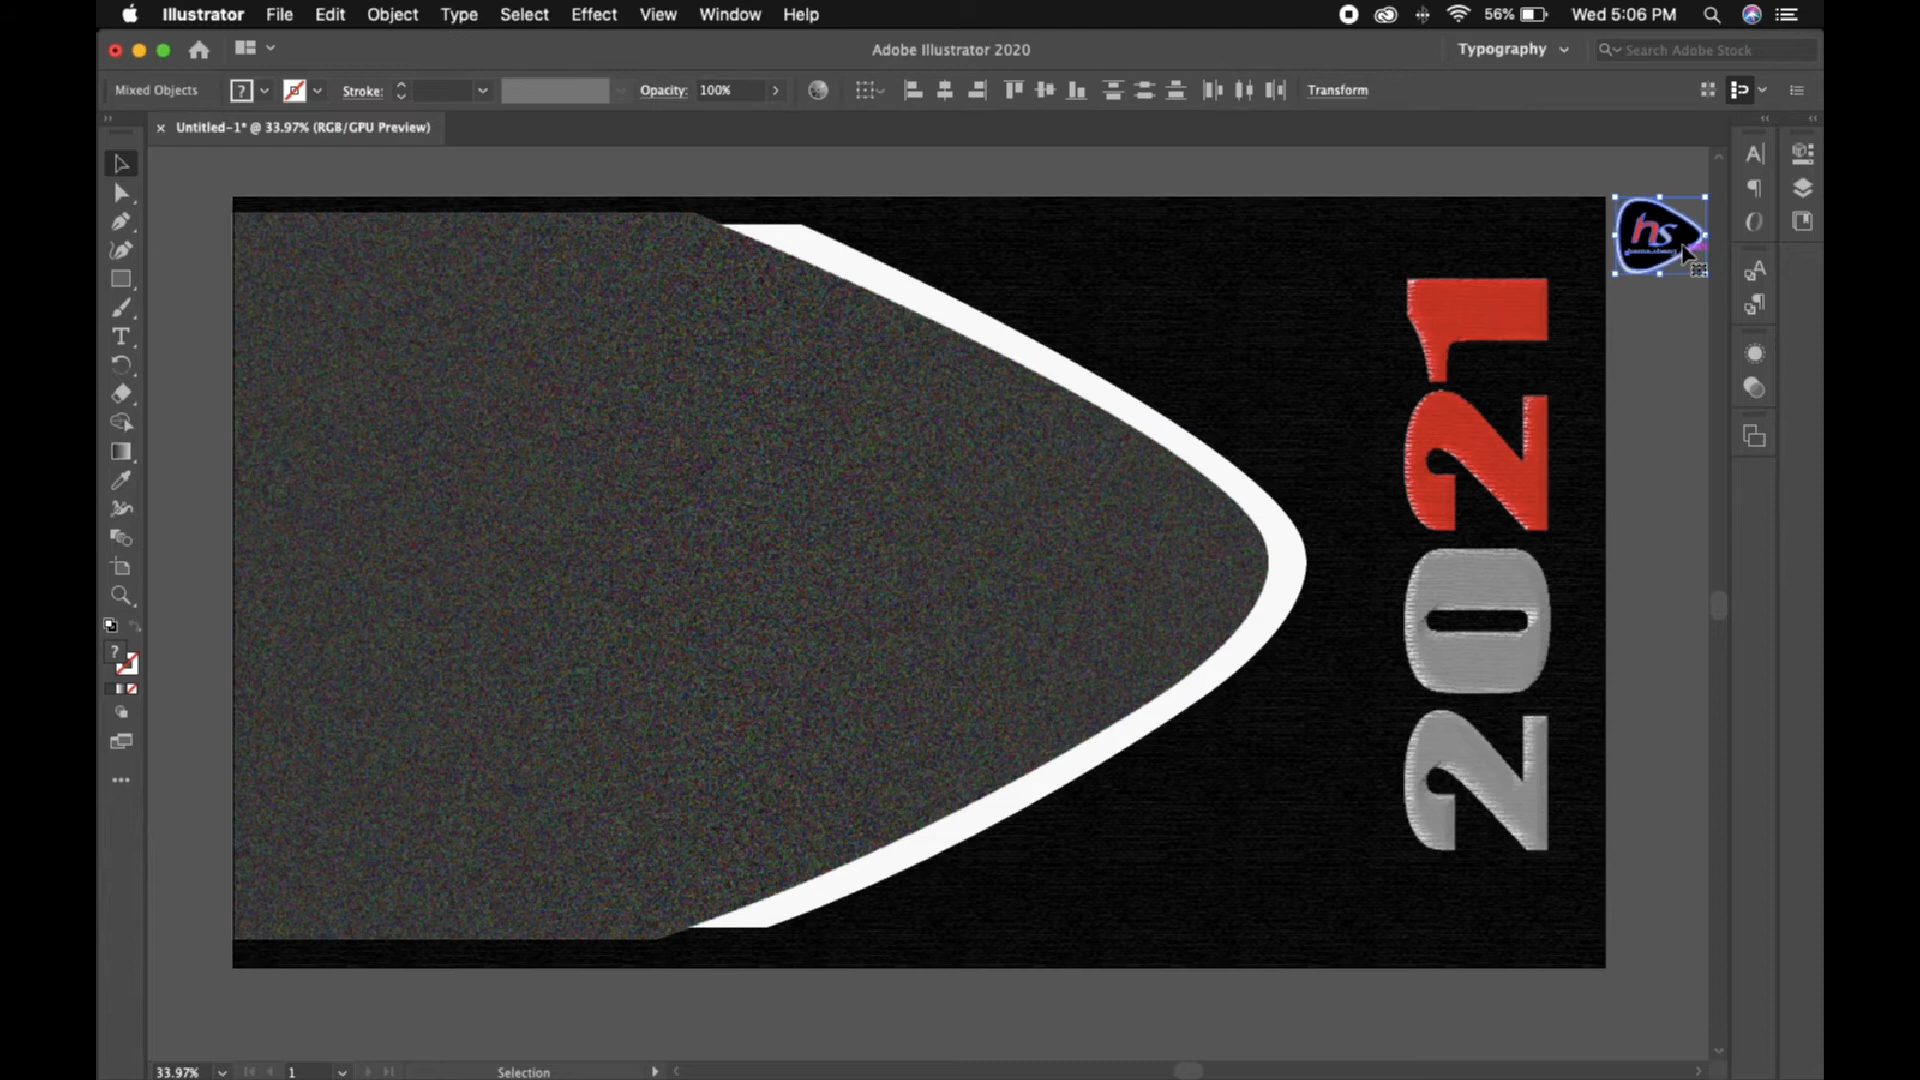 Illustrator File Edit Object Type Select Effect View Window Help
56% Wed 5:06 PM
Adobe Illustrator 2020
Typography
Search Adobe Stock
Mixed Objects
Stroke:
Opacity: 100%
Transform
Untitled-1* @ 33.97% (RGB/GPU Preview)
hs
2021
33.97%
1
Selection